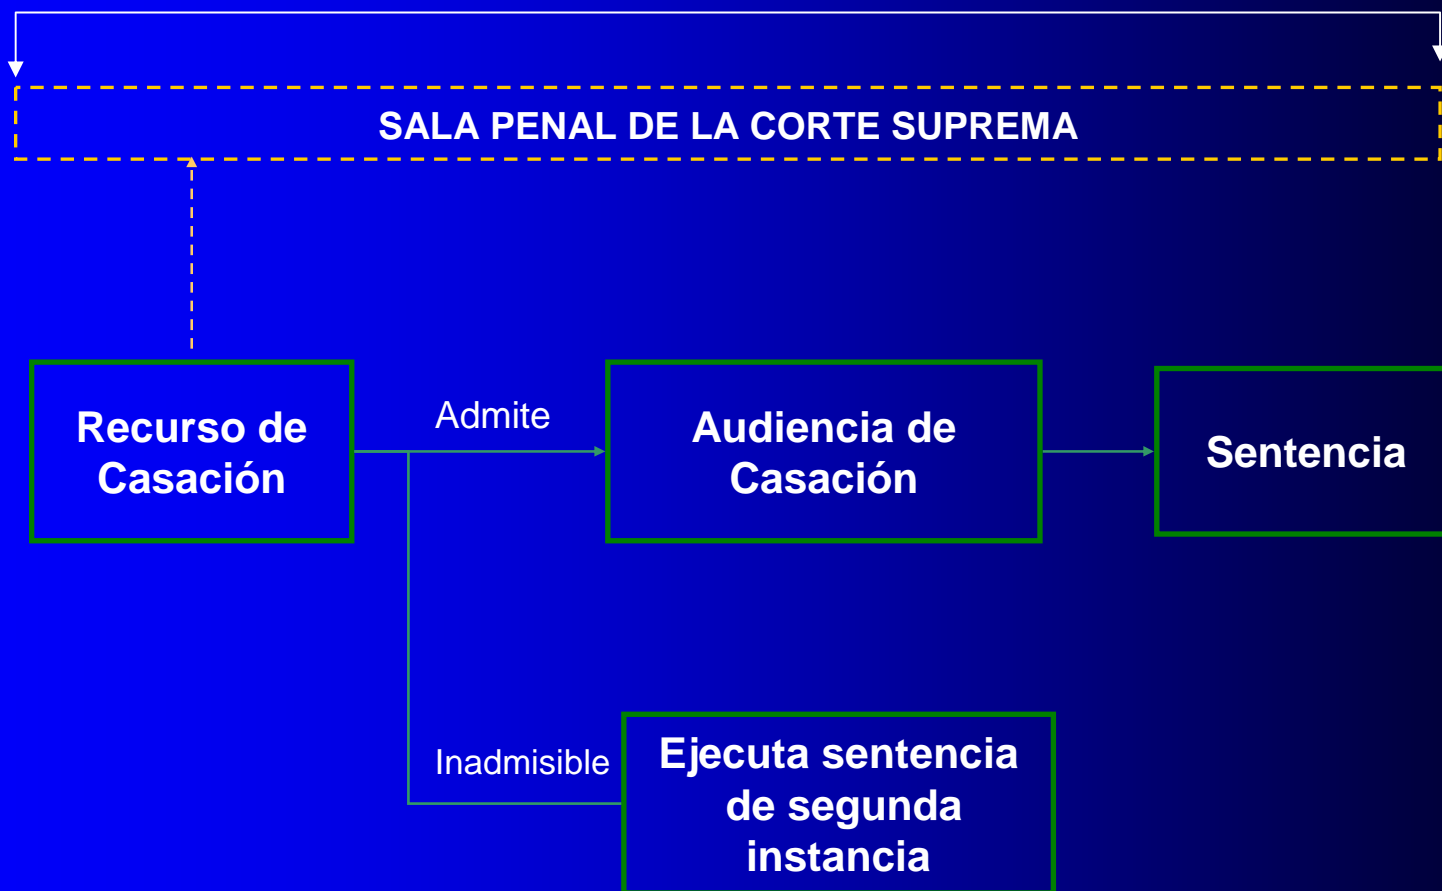 SALA PENAL DE LA CORTE SUPREMA
Recurso de
Casación
Admite
Audiencia de
Casación
Sentencia
Inadmisible
Ejecuta sentencia
de segunda
instancia